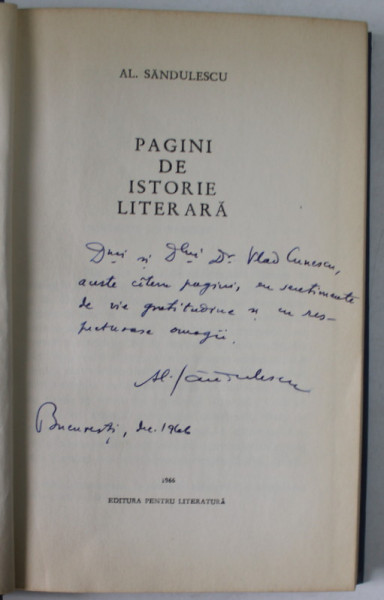 AL. SĂNDULESCU
PAGINI
DE
ISTORIE
LITERARĂ
Dnei și Dlui Dr. Vlad
aceste câteva pagini, cu sentimente
de vie gratitudine și cu res-
pectuoase omagii.
Al. Săndulescu
București, dec. 1966
1966
EDITURA PENTRU LITERATURĂ